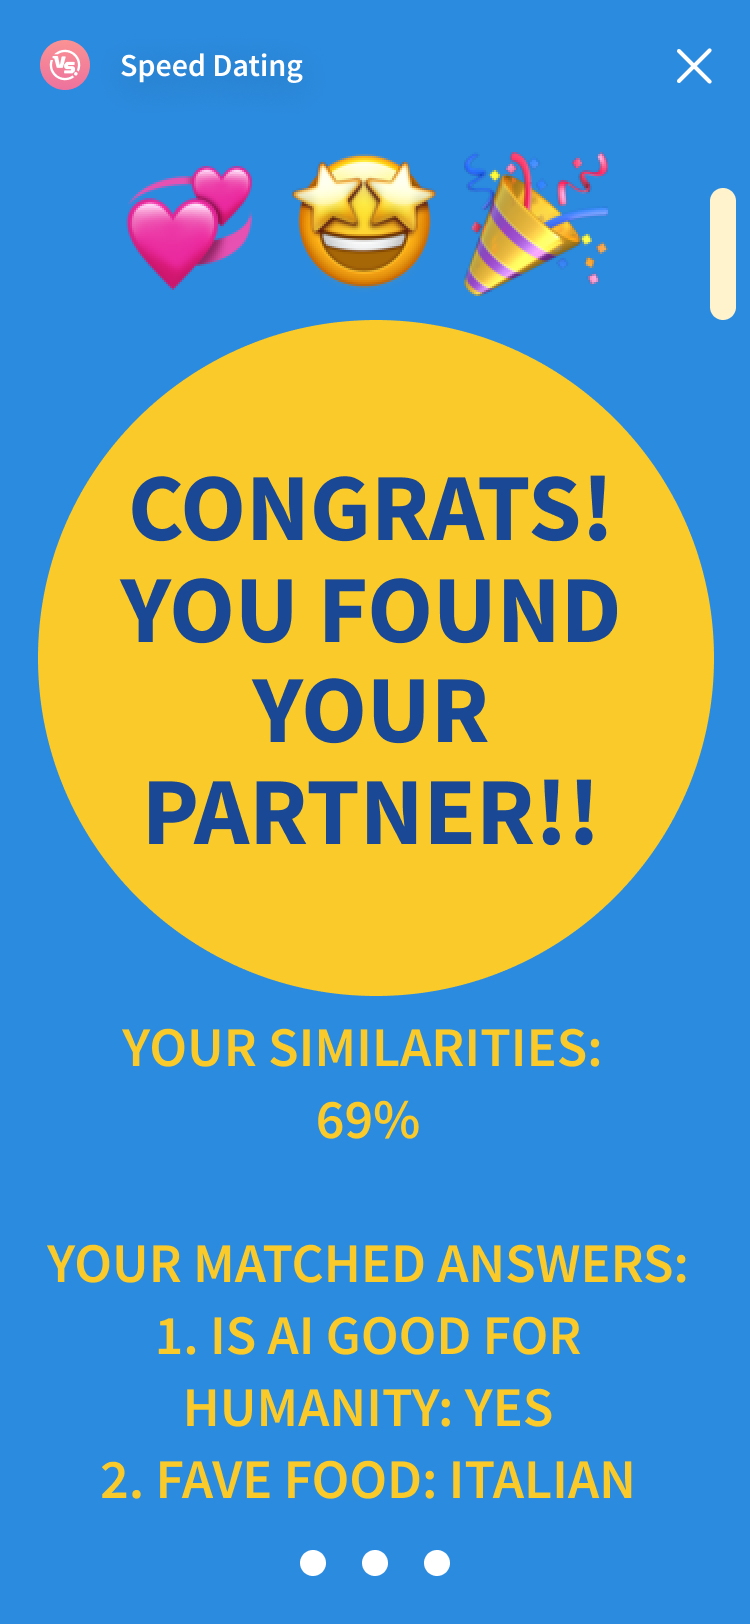 VS
Speed Dating
CONGRATS!
YOU FOUND
YOUR
PARTNER!!
YOUR SIMILARITIES:
69%
YOUR MATCHED ANSWERS:
1. IS AI GOOD FOR
HUMANITY: YES
2. FAVE FOOD: ITALIAN